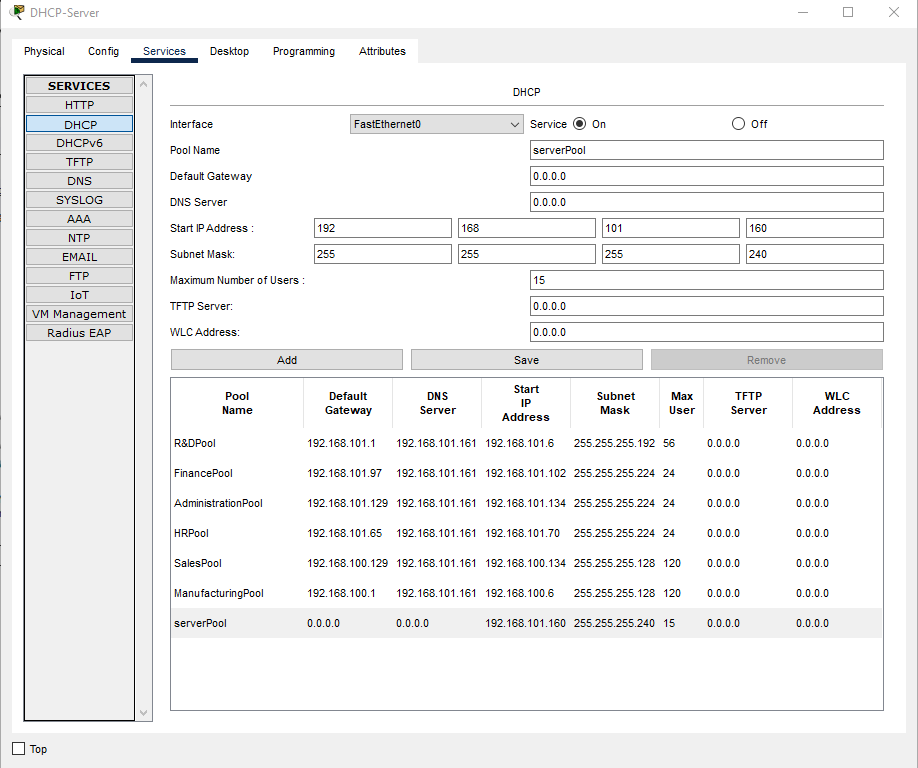 DHCP-Server
Physical Config Services Desktop Programming Attributes
SERVICES
HTTP
DHCP
DHCPv6
TFTP
DNS
SYSLOG
AAA
NTP
EMAIL
FTP
IoT
VM Management
Radius EAP
DHCP
Interface FastEthernet0 Service On Off
Pool Name serverPool
Default Gateway 0.0.0.0
DNS Server 0.0.0.0
Start IP Address : 192 168 101 160
Subnet Mask: 255 255 255 240
Maximum Number of Users : 15
TFTP Server: 0.0.0.0
WLC Address: 0.0.0.0
Add Save Remove
Pool Name Default Gateway DNS Server Start IP Address Subnet Mask Max User TFTP Server WLC Address
R&DPool 192.168.101.1 192.168.101.161 192.168.101.6 255.255.255.192 56 0.0.0.0 0.0.0.0
FinancePool 192.168.101.97 192.168.101.161 192.168.101.102 255.255.255.224 24 0.0.0.0 0.0.0.0
AdministrationPool 192.168.101.129 192.168.101.161 192.168.101.134 255.255.255.224 24 0.0.0.0 0.0.0.0
HRPool 192.168.101.65 192.168.101.161 192.168.101.70 255.255.255.224 24 0.0.0.0 0.0.0.0
SalesPool 192.168.100.129 192.168.101.161 192.168.100.134 255.255.255.128 120 0.0.0.0 0.0.0.0
ManufacturingPool 192.168.100.1 192.168.101.161 192.168.100.6 255.255.255.128 120 0.0.0.0 0.0.0.0
serverPool 0.0.0.0 0.0.0.0 192.168.101.160 255.255.255.240 15 0.0.0.0 0.0.0.0
Top